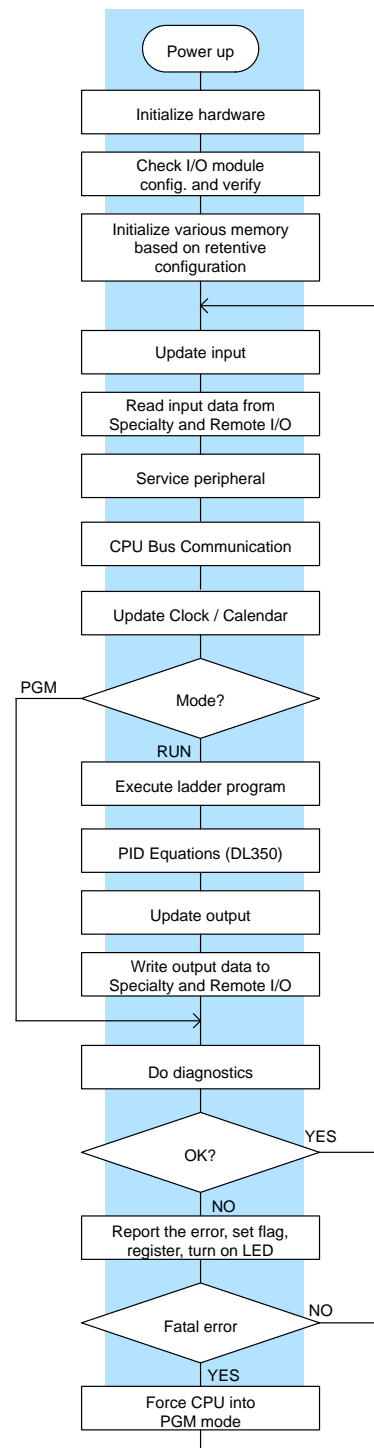 Power up
Initialize hardware
Check I/O module
config. and verify
Initialize various memory
based on retentive
configuration
Update input
Read input data from
Specialty and Remote I/O
Service peripheral
CPU Bus Communication
Update Clock / Calendar
PGM
Mode?
RUN
Execute ladder program
PID Equations (DL350)
Update output
Write output data to
Specialty and Remote I/O
Do diagnostics
OK?
YES
NO
Report the error, set flag,
register, turn on LED
Fatal error
NO
YES
Force CPU into
PGM mode